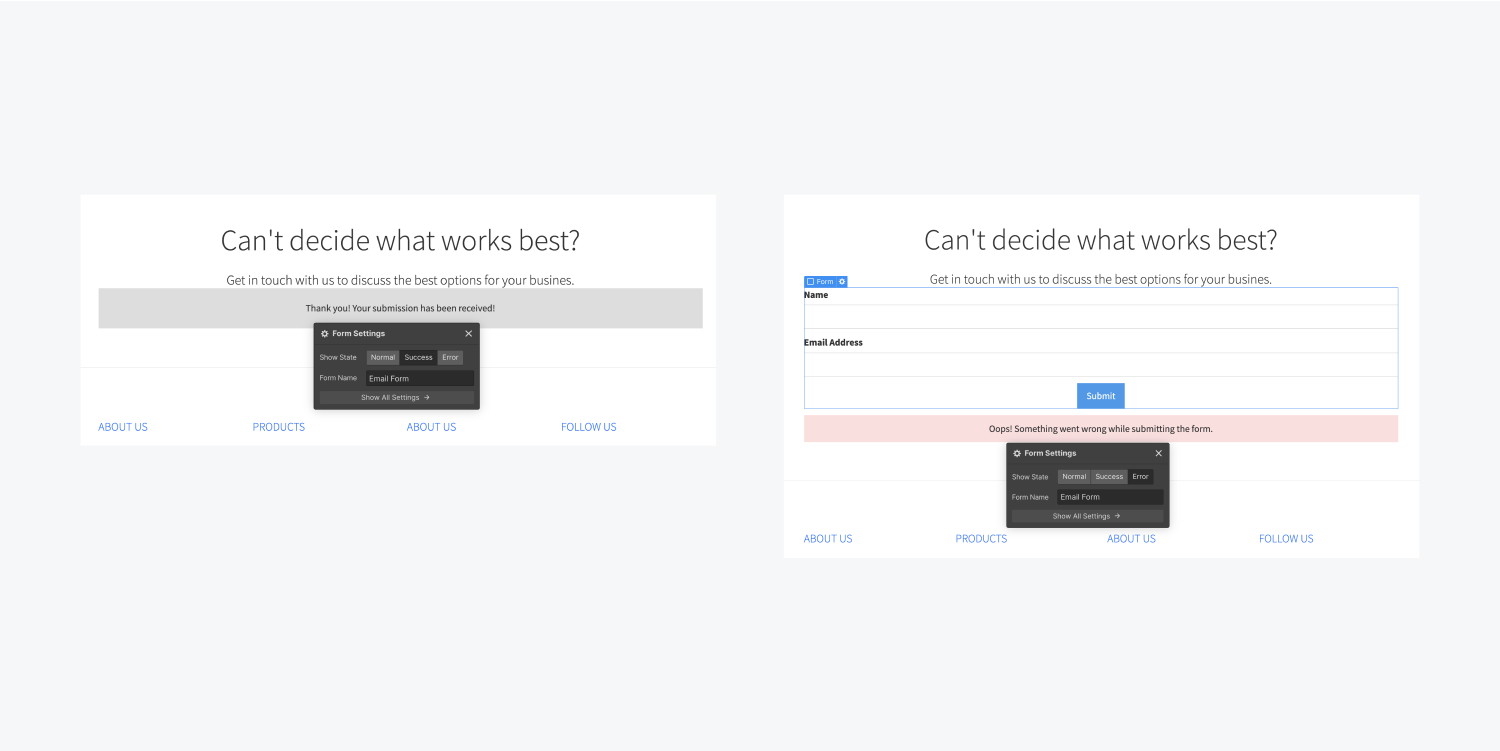 Can't decide what works best?
Get in touch with us to discuss the best options for your busines.
Thank you! Your submission has been received!
Form Settings
Show State Normal Success Error
Form Name Email Form
Show All Settings →
ABOUT US PRODUCTS ABOUT US FOLLOW US
Can't decide what works best?
Get in touch with us to discuss the best options for your busines.
Form
Name
Email Address
Submit
Oops! Something went wrong while submitting the form.
Form Settings
Show State Normal Success Error
Form Name Email Form
Show All Settings →
ABOUT US PRODUCTS ABOUT US FOLLOW US